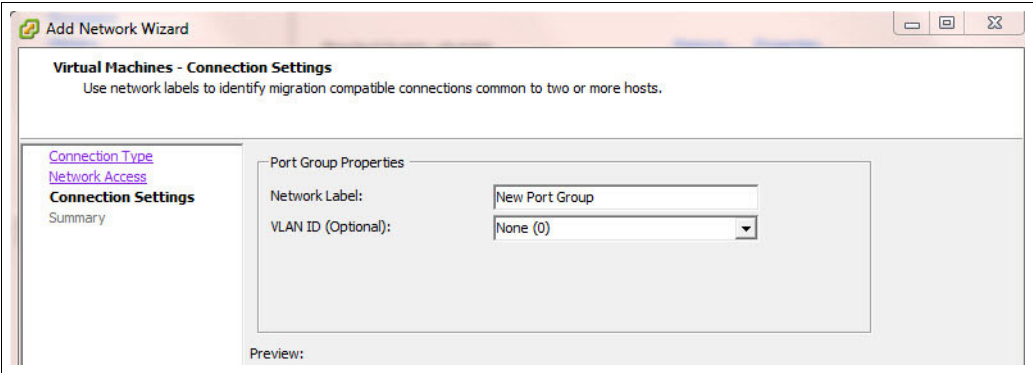 Add Network Wizard
Virtual Machines - Connection Settings
Use network labels to identify migration compatible connections common to two or more hosts.
Connection Type
Network Access
Connection Settings
Summary
Port Group Properties
Network Label:
New Port Group
VLAN ID (Optional):
None (0)
Preview: